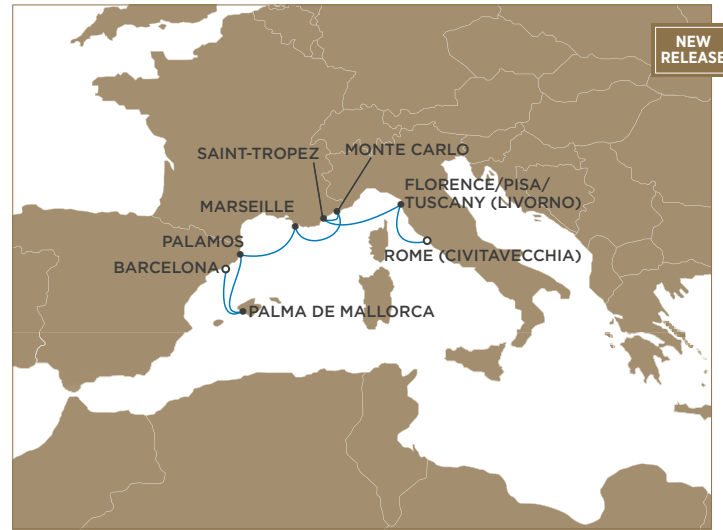 NEW
RELEASE
SAINT-TROPEZ
MONTE CARLO
MARSEILLE
FLORENCE/PISA/
TUSCANY (LIVORNO)
PALAMOS
ROME (CIVITAVECCHIA)
BARCELONA
PALMA DE MALLORCA